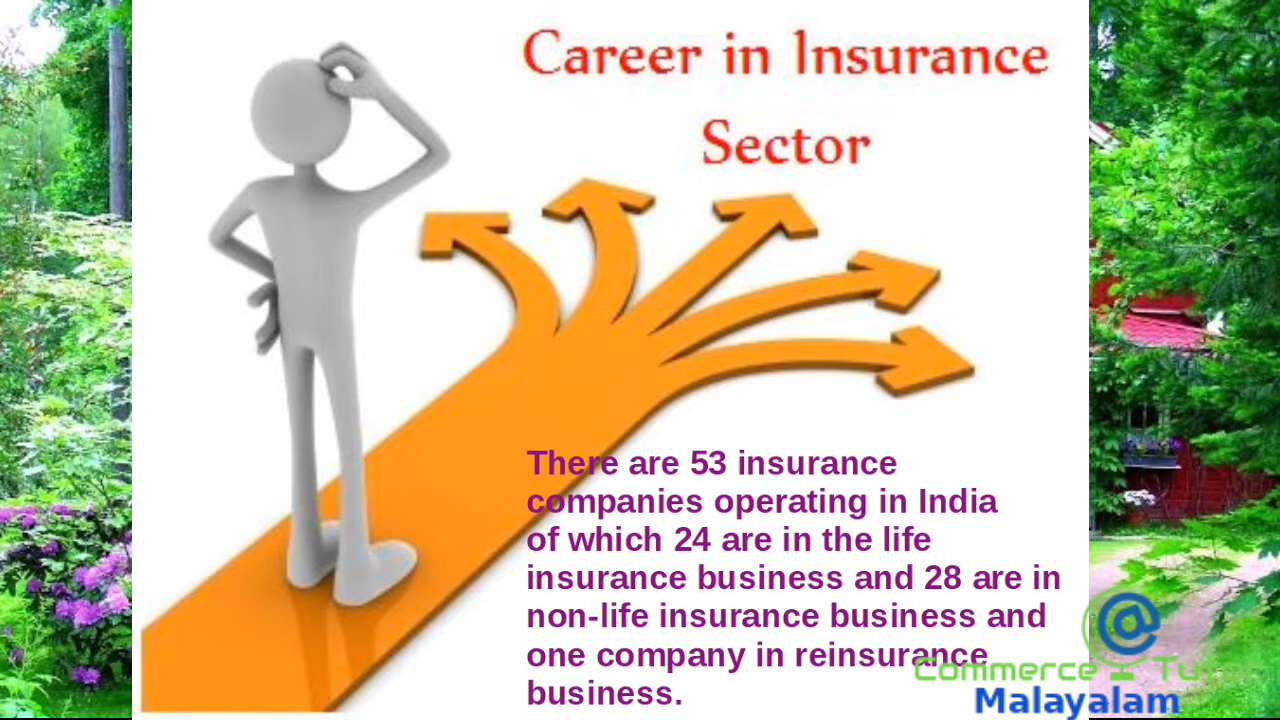 Career in Insurance
Sector
There are 53 insurance
companies operating in India
of which 24 are in the life
insurance business and 28 are in
non-life insurance business and
one company in reinsurance
business.
@
Commerce
Malayalam